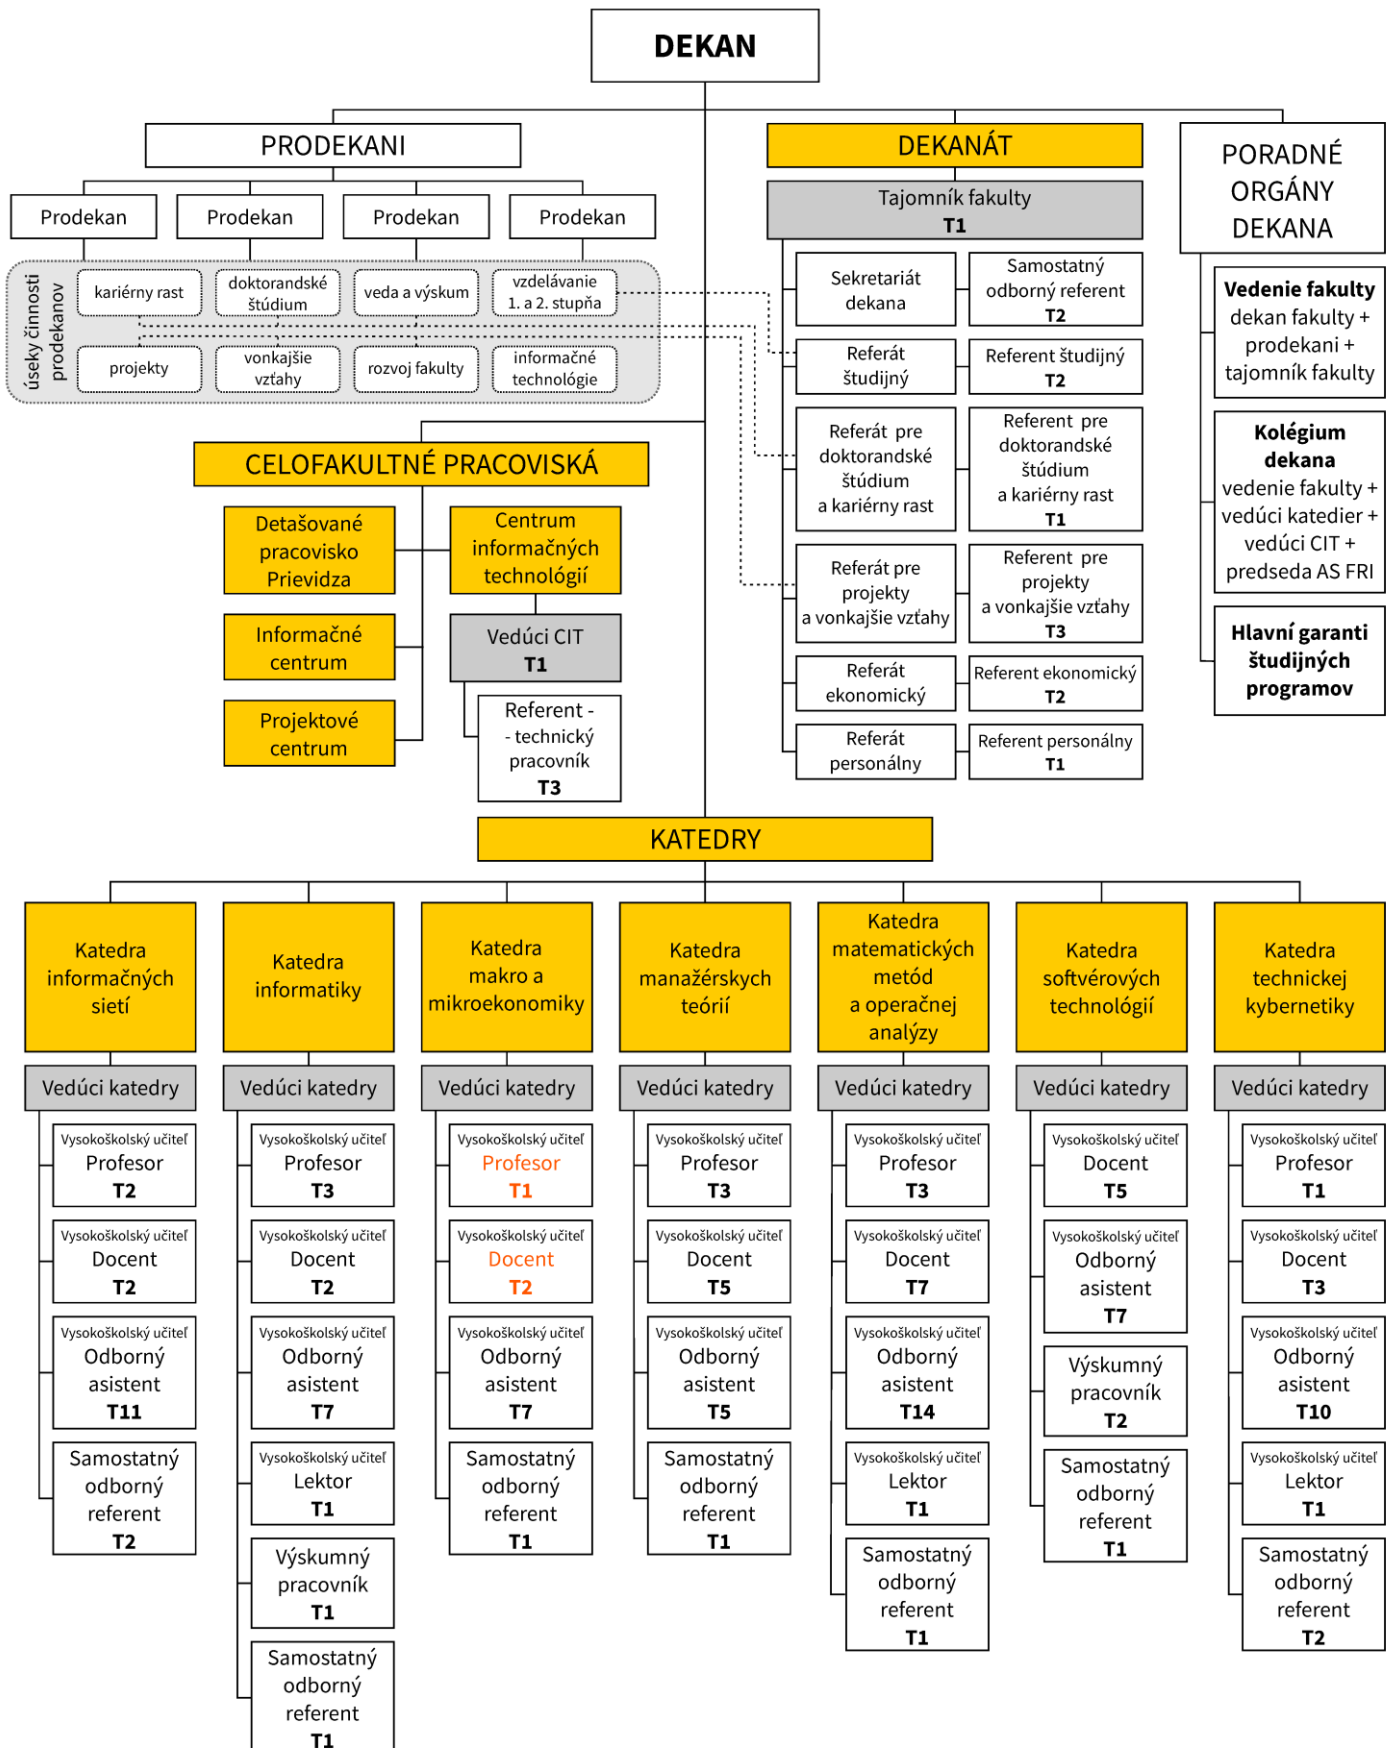 DEKAN
PRODEKANI
Prodekan
Prodekan
Prodekan
Prodekan
úseky činnosti
prodekanov
kariérny rast
doktorandské
štúdium
veda a výskum
vzdelávanie
1. a 2. stupňa
projekty
vonkajšie
vzťahy
rozvoj fakulty
informačné
technológie
DEKANÁT
Tajomník fakulty
T1
Sekretariát
dekana
Samostatný
odborný referent
T2
Referát
študijný
Referent študijný
T2
Referát pre
doktorandské
štúdium
a kariérny rast
Referent pre
doktorandské
štúdium
a kariérny rast
T1
Referát pre
projekty
a vonkajšie vzťahy
Referent pre
projekty
a vonkajšie vzťahy
T3
Referát
ekonomický
Referent ekonomický
T2
Referát
personálny
Referent personálny
T1
PORADNÉ
ORGÁNY
DEKANA
Vedenie fakulty
dekan fakulty +
prodekani +
tajomník fakulty
Kolégium
dekana
vedenie fakulty +
vedúci katedier +
vedúci CIT +
predseda AS FRI
Hlavní garanti
študijných
programov
CELOFAKULTNÉ PRACOVISKÁ
Detašované
pracovisko
Prievidza
Centrum
informačných
technológií
Informačné
centrum
Vedúci CIT
T1
Projektové
centrum
Referent -
- technický
pracovník
T3
KATEDRY
Katedra
informačných
sietí
Vedúci katedry
Vysokoškolský učiteľ
Profesor
T2
Vysokoškolský učiteľ
Docent
T2
Vysokoškolský učiteľ
Odborný
asistent
T11
Samostatný
odborný
referent
T2
Katedra
informatiky
Vedúci katedry
Vysokoškolský učiteľ
Profesor
T3
Vysokoškolský učiteľ
Docent
T2
Vysokoškolský učiteľ
Odborný
asistent
T7
Vysokoškolský učiteľ
Lektor
T1
Výskumný
pracovník
T1
Samostatný
odborný
referent
T1
Katedra
makro a
mikroekonomiky
Vedúci katedry
Vysokoškolský učiteľ
Profesor
T1
Vysokoškolský učiteľ
Docent
T2
Vysokoškolský učiteľ
Odborný
asistent
T7
Samostatný
odborný
referent
T1
Katedra
manažérskych
teórií
Vedúci katedry
Vysokoškolský učiteľ
Profesor
T3
Vysokoškolský učiteľ
Docent
T5
Vysokoškolský učiteľ
Odborný
asistent
T5
Samostatný
odborný
referent
T1
Katedra
matematických
metód
a operačnej
analýzy
Vedúci katedry
Vysokoškolský učiteľ
Profesor
T3
Vysokoškolský učiteľ
Docent
T7
Vysokoškolský učiteľ
Odborný
asistent
T14
Vysokoškolský učiteľ
Lektor
T1
Samostatný
odborný
referent
T1
Katedra
softvérových
technológií
Vedúci katedry
Vysokoškolský učiteľ
Docent
T5
Vysokoškolský učiteľ
Odborný
asistent
T7
Výskumný
pracovník
T2
Samostatný
odborný
referent
T1
Katedra
technickej
kybernetiky
Vedúci katedry
Vysokoškolský učiteľ
Profesor
T1
Vysokoškolský učiteľ
Docent
T3
Vysokoškolský učiteľ
Odborný
asistent
T10
Vysokoškolský učiteľ
Lektor
T1
Samostatný
odborný
referent
T2